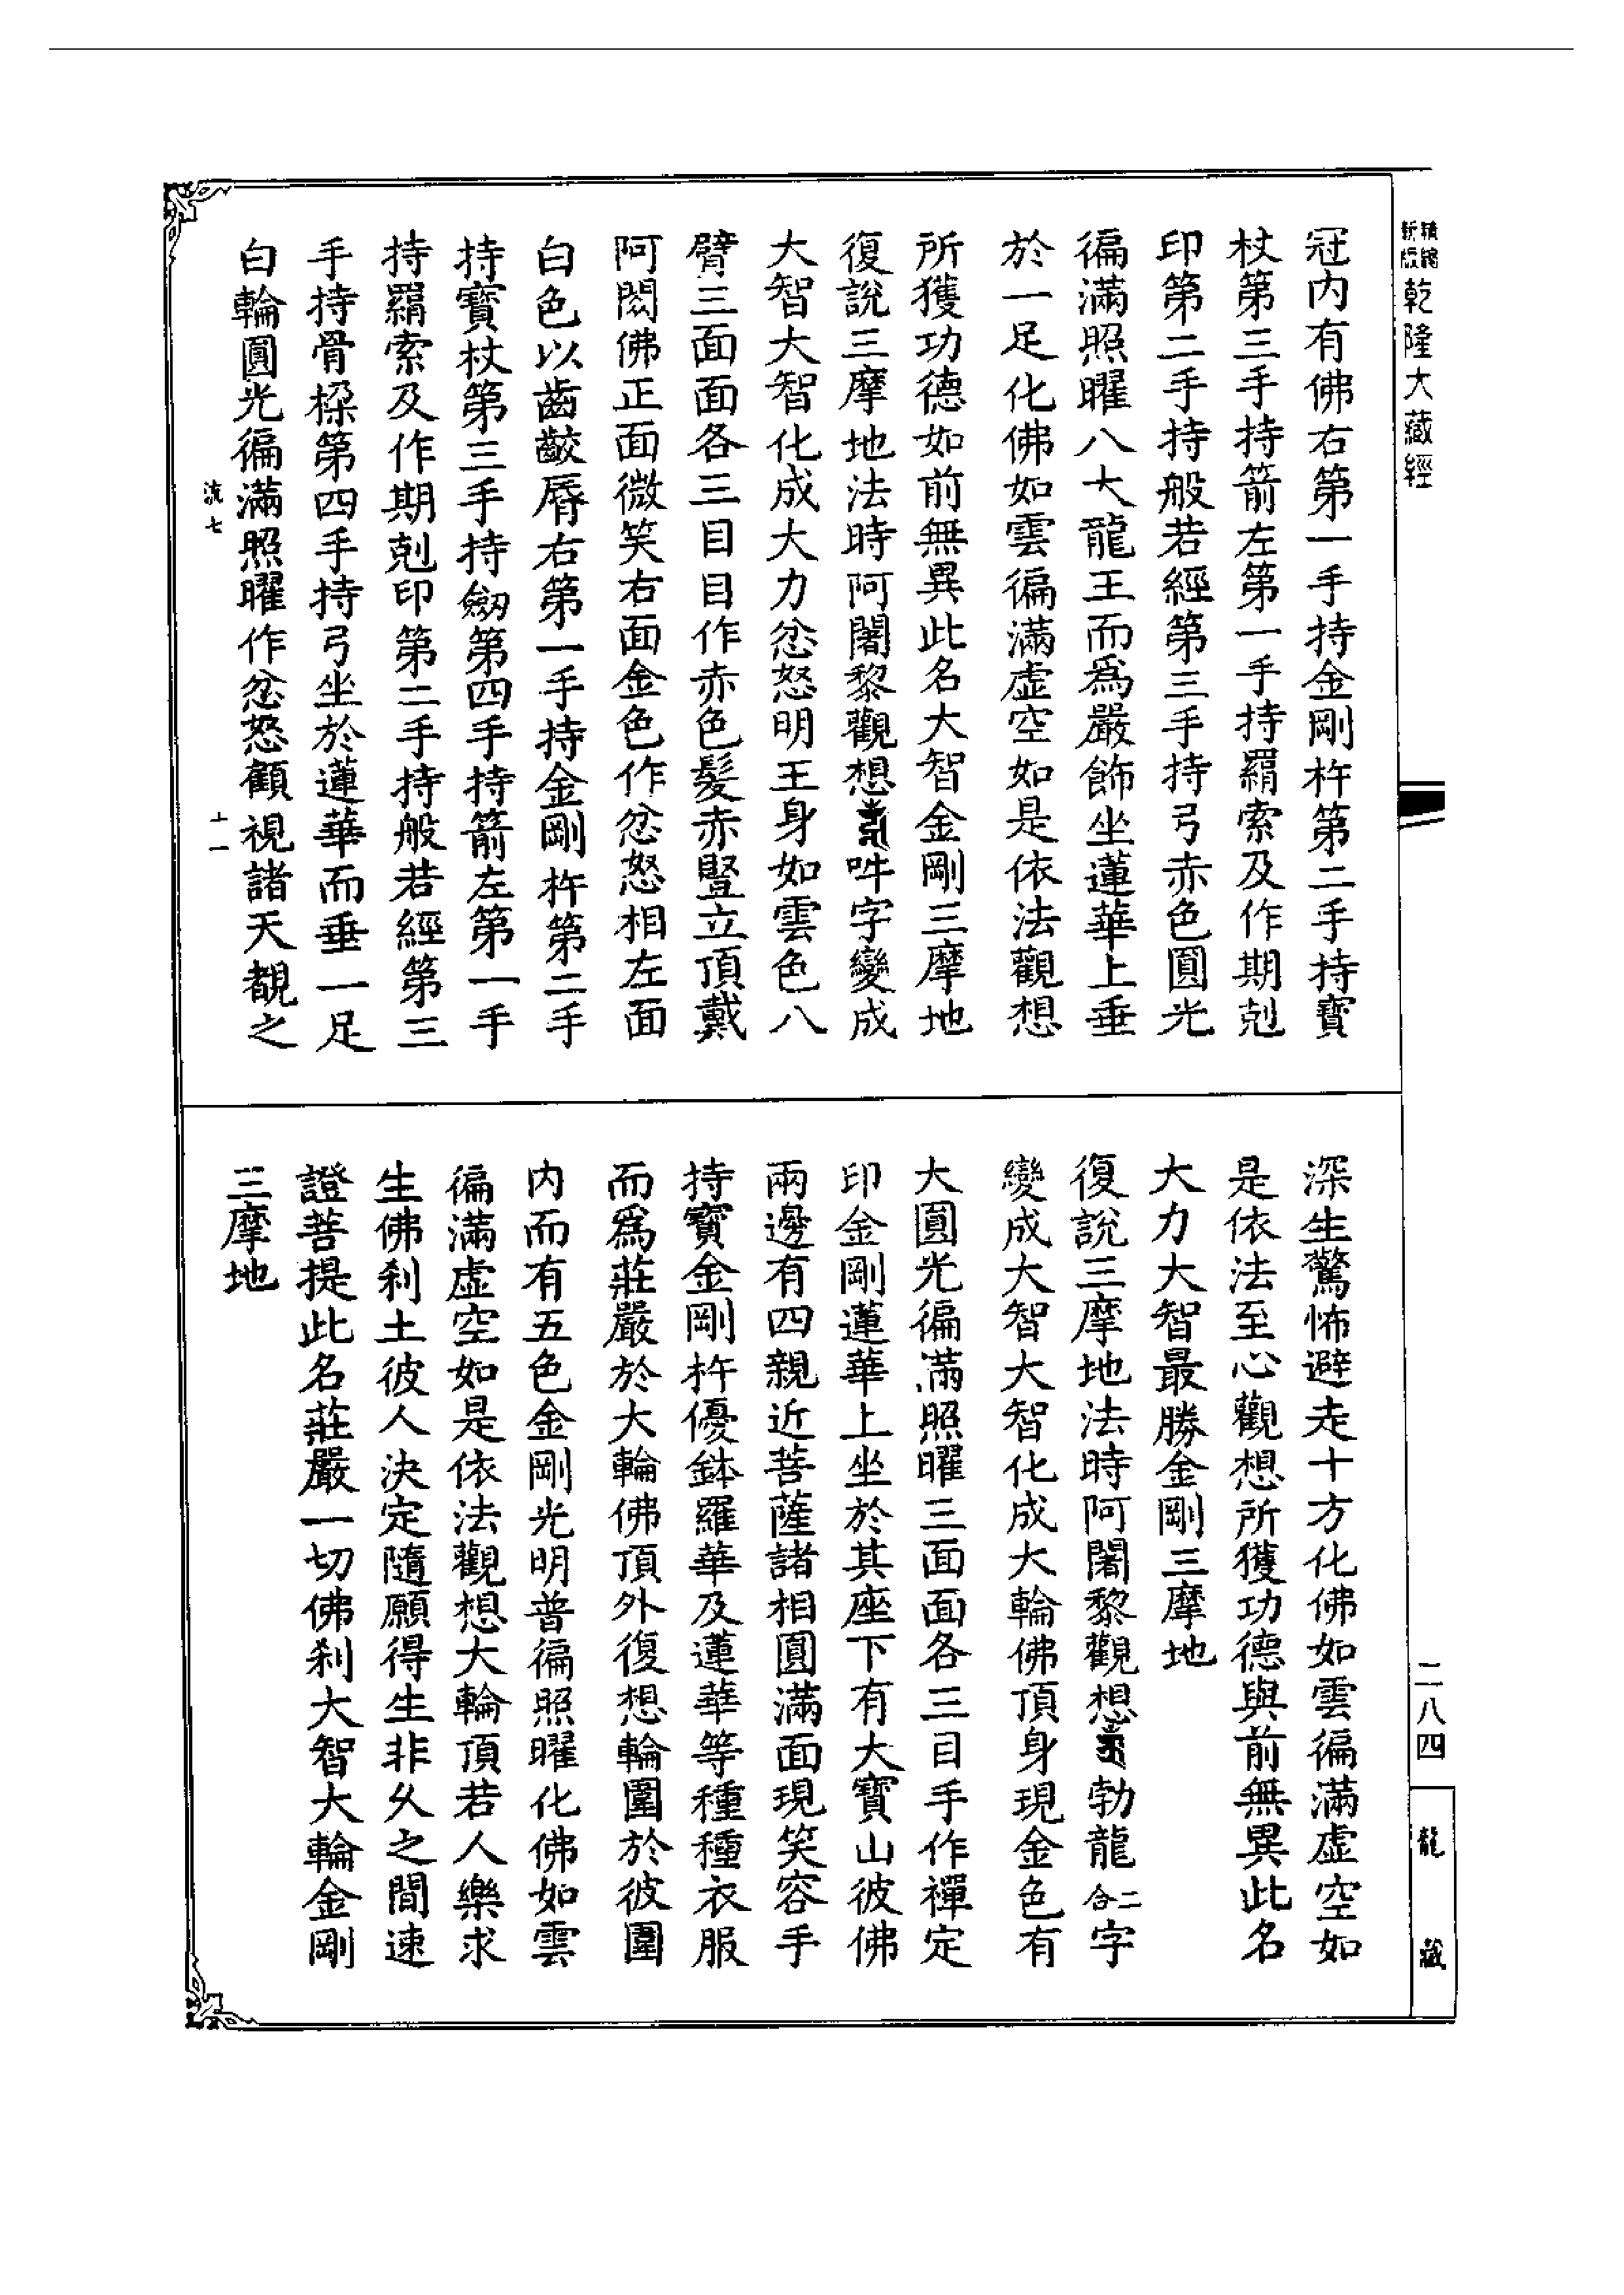 精縮新版乾隆大藏經
冠内有佛右第一手持金剛杵第二手持寶
杖第三手持箭左第一手持羂索及作期剋
印第二手持般若經第三手持弓赤色圓光
徧滿照曜八大龍王而爲嚴飾坐蓮華上垂
於一足化佛如雲徧滿虚空如是依法觀想
所獲功德如前無異此名大智金剛三摩地
復說三摩地法時阿闍黎觀想吽字變成
大智大智化成大力忿怒明王身如雲色八
臂三面面各三目目作赤色髮赤豎立頂戴
阿閦佛正面微笑右面金色作忿怒相左面
白色以齒齩脣右第一手持金剛杵第二手
持寶杖第三手持劔第四手持箭左第一手
持羂索及作期剋印第二手持般若經第三
手持骨橾第四手持弓坐於蓮華而垂一足
白輪圓光徧滿照曜作忿怒顧視諸天覩之
流七 十一
深生驚怖避走十方化佛如雲徧滿虚空如
是依法至心觀想所獲功德與前無異此名
大力大智最勝金剛三摩地
復說三摩地法時阿闍黎觀想勃龍二合字
變成大智大智化成大輪佛頂身現金色有
大圓光徧滿照曜三面面各三目手作禪定
印金剛蓮華上坐於其座下有大寶山彼佛
兩邊有四親近菩薩諸相圓滿面現笑容手
持寶金剛杵優鉢羅華及蓮華等種種衣服
而爲莊嚴於大輪佛頂外復想輪圍於彼圍
内而有五色金剛光明普徧照曜化佛如雲
徧滿虚空如是依法觀想大輪頂若人樂求
生佛刹土彼人決定隨願得生非久之間速
證菩提此名莊嚴一切佛刹大智大輪金剛
三摩地
二八四
龍藏